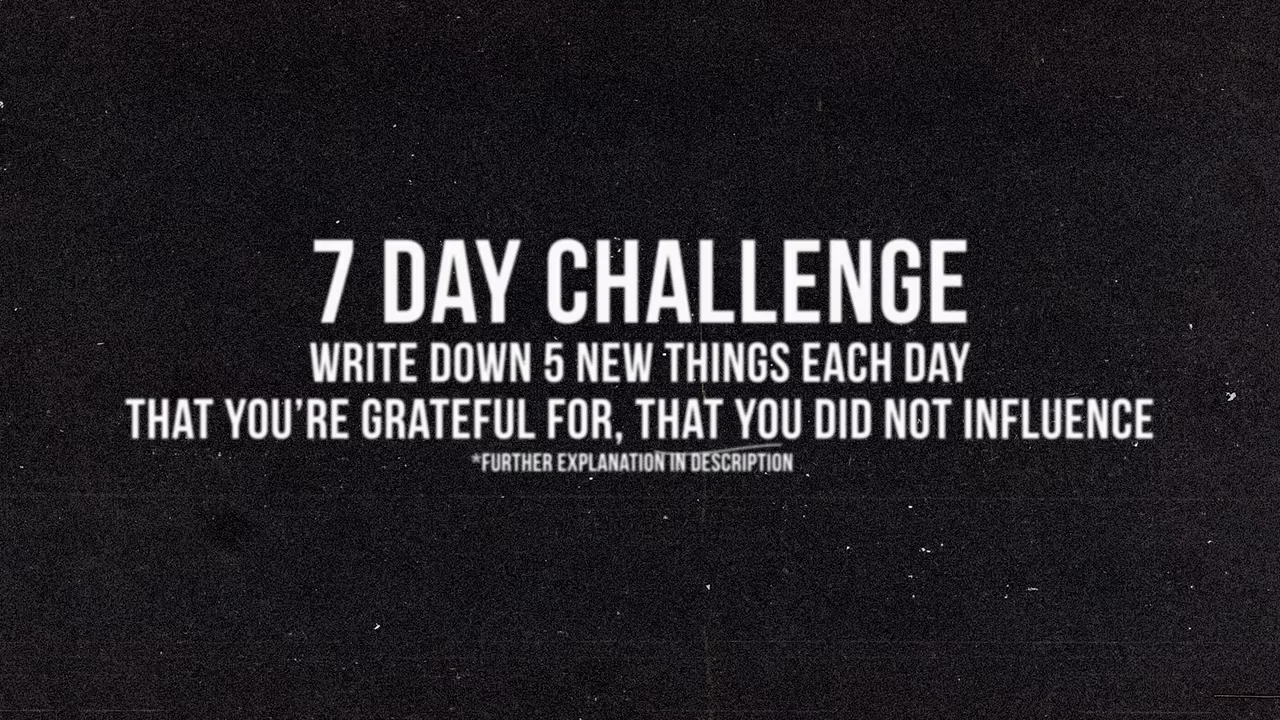 7 DAY CHALLENGE
WRITE DOWN 5 NEW THINGS EACH DAY
THAT YOU'RE GRATEFUL FOR, THAT YOU DID NOT INFLUENCE
*FURTHER EXPLANATION IN DESCRIPTION